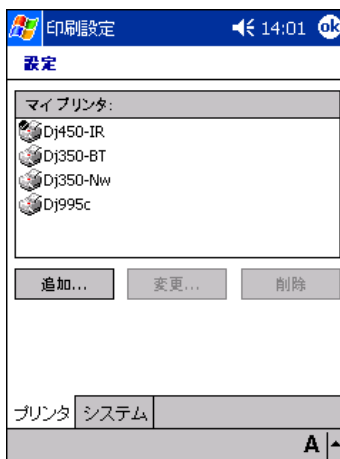 印刷設定 14:01 ok
設定
マイ プリンタ:
Dj450-IR
Dj350-BT
Dj350-Nw
Dj995c
追加... 変更... 削除
プリンタ システム
A